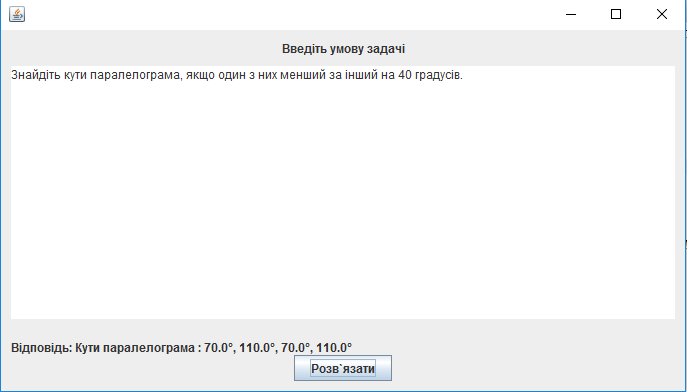 Введіть умову задачі
Знайдіть кути паралелограма, якщо один з них менший за інший на 40 градусів.
Відповідь: Кути паралелограма : 70.0°, 110.0°, 70.0°, 110.0°
Розв`язати